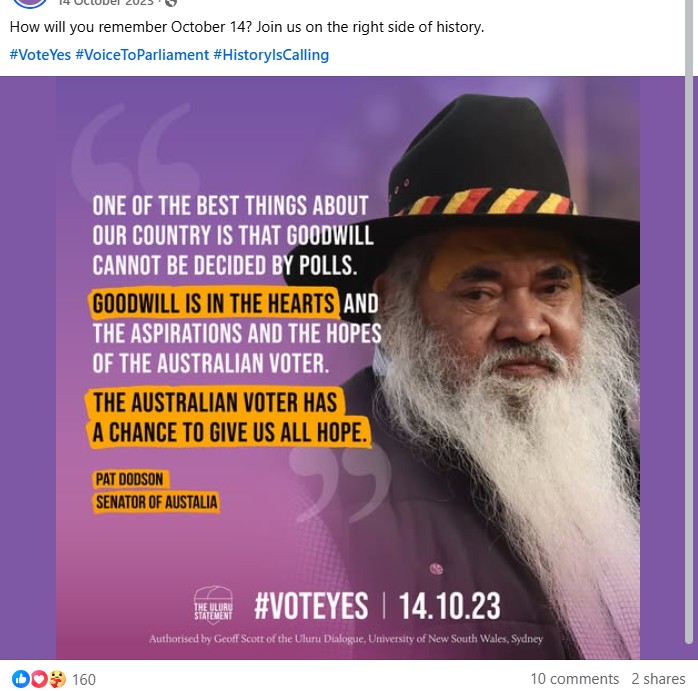 14 October 2023 ·
How will you remember October 14? Join us on the right side of history.
#VoteYes #VoiceToParliament #HistoryIsCalling
ONE OF THE BEST THINGS ABOUT
OUR COUNTRY IS THAT GOODWILL
CANNOT BE DECIDED BY POLLS.
GOODWILL IS IN THE HEARTS AND
THE ASPIRATIONS AND THE HOPES
OF THE AUSTRALIAN VOTER.
THE AUSTRALIAN VOTER HAS
A CHANCE TO GIVE US ALL HOPE.
PAT DODSON
SENATOR OF AUSTALIA
THE ULURU
STATEMENT
#VOTEYES | 14.10.23
Authorised by Geoff Scott of the Uluru Dialogue, University of New South Wales, Sydney
160
10 comments 2 shares